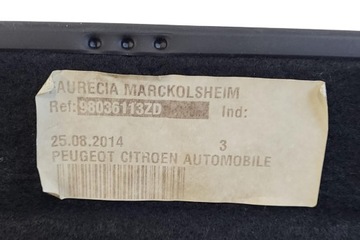 FAURECIA MARCKOLSHEIM
Ref: 98036113ZD Ind:
25.08.2014 3
PEUGEOT CITROEN AUTOMOBILE